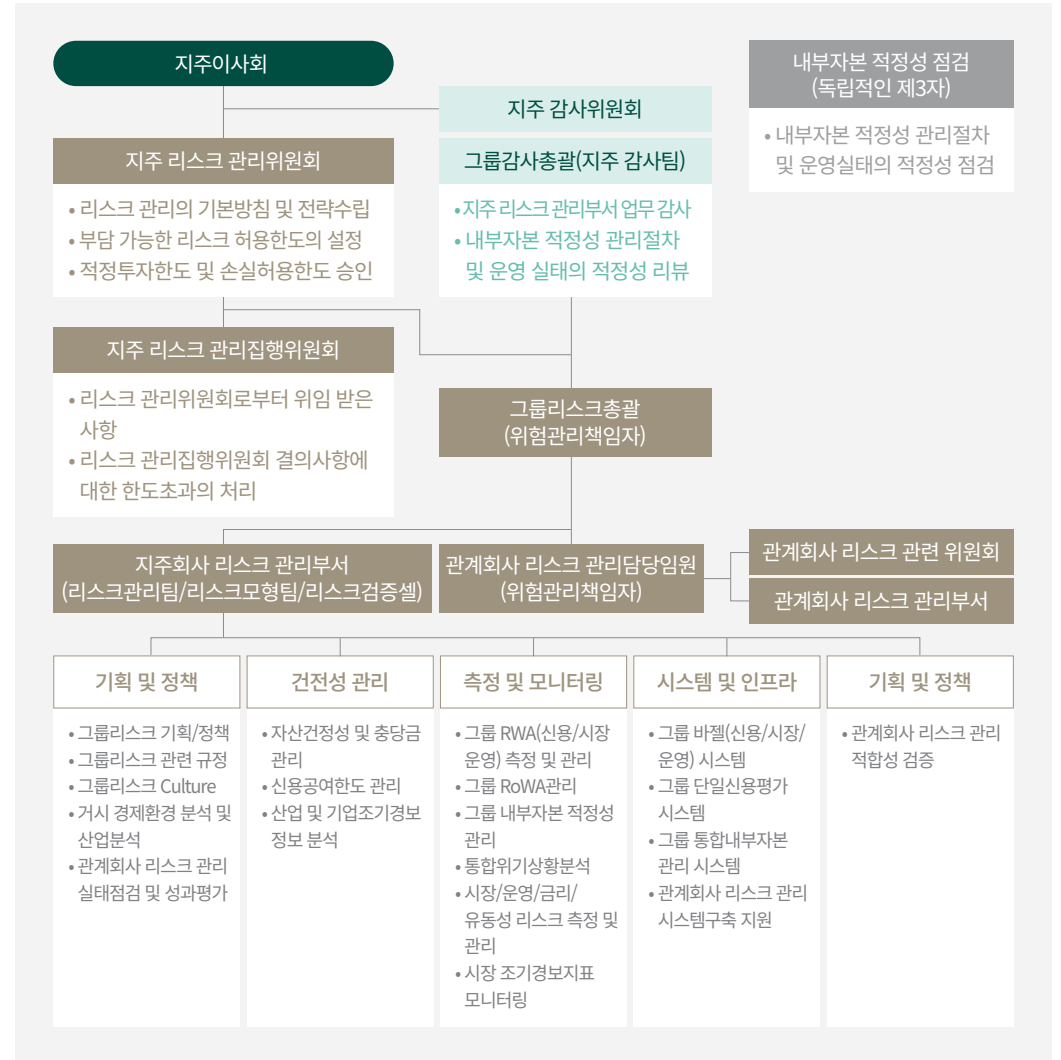 지주이사회
지주 감사위원회
내부자본 적정성 점검
(독립적인 제3자)
• 내부자본 적정성 관리절차
및 운영실태의 적정성 점검
지주 리스크 관리위원회
• 리스크 관리의 기본방침 및 전략수립
• 부담 가능한 리스크 허용한도의 설정
• 적정투자한도 및 손실허용한도 승인
그룹감사총괄(지주 감사팀)
• 지주 리스크 관리부서 업무 감사
• 내부자본 적정성 관리절차
및 운영 실태의 적정성 리뷰
지주 리스크 관리집행위원회
• 리스크 관리위원회로부터 위임 받은
사항
• 리스크 관리집행위원회 결의사항에
대한 한도초과의 처리
그룹리스크총괄
(위험관리책임자)
지주회사 리스크 관리부서
(리스크관리팀/리스크모형팀/리스크검증셀)
관계회사 리스크 관리담당임원
(위험관리책임자)
관계회사 리스크 관련 위원회
관계회사 리스크 관리부서
기획 및 정책
• 그룹리스크 기획/정책
• 그룹리스크 관련 규정
• 그룹리스크 Culture
• 거시 경제환경 분석 및
산업분석
• 관계회사 리스크 관리
실태점검 및 성과평가
건전성 관리
• 자산건정성 및 충당금
관리
• 신용공여한도 관리
• 산업 및 기업조기경보
정보 분석
측정 및 모니터링
• 그룹 RWA(신용/시장
운영) 측정 및 관리
• 그룹 RoWA관리
• 그룹 내부자본 적정성
관리
• 통합위기상황분석
• 시장/운영/금리/
유동성 리스크 측정 및
관리
• 시장 조기경보지표
모니터링
시스템 및 인프라
• 그룹 바젤(신용/시장/
운영) 시스템
• 그룹 단일신용평가
시스템
• 그룹 통합내부자본
관리 시스템
• 관계회사 리스크 관리
시스템구축 지원
기획 및 정책
• 관계회사 리스크 관리
적합성 검증